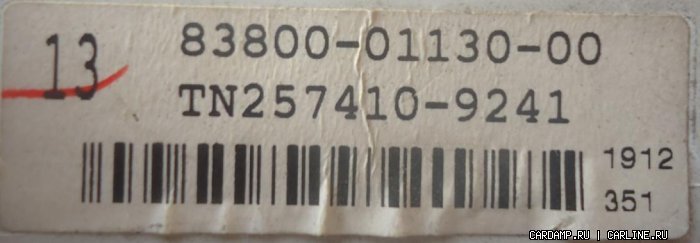 13
83800-01130-00
TN257410-9241
1912
351
CARDAMP.RU | CARLINE.RU